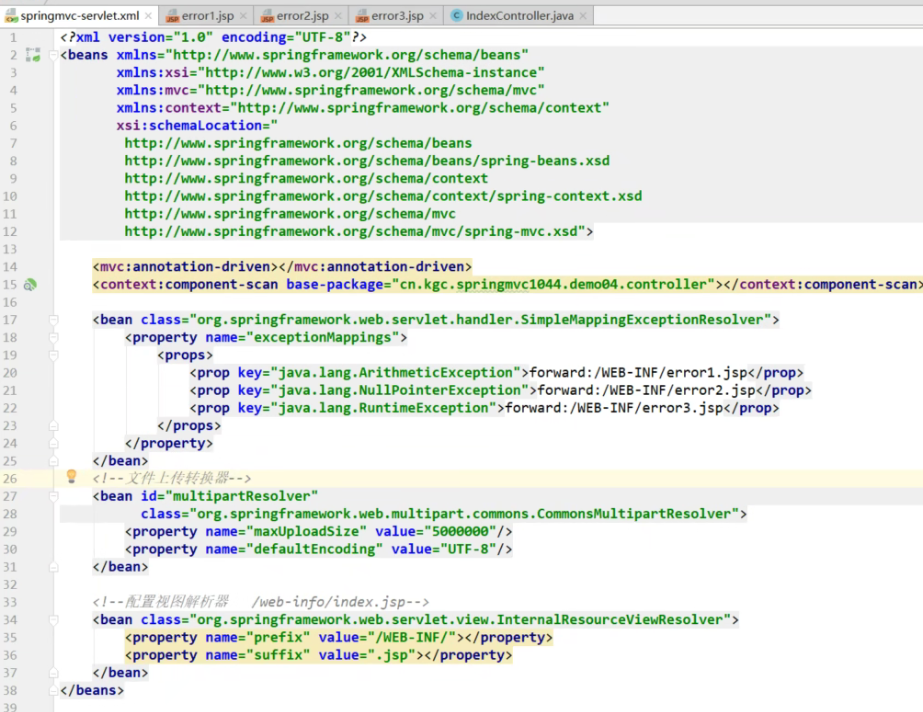 springmvc-servlet.xml error1.jsp error2.jsp error3.jsp IndexController.java
1 <?xml version="1.0" encoding="UTF-8"?>
2 <beans xmlns="http://www.springframework.org/schema/beans"
3 xmlns:xsi="http://www.w3.org/2001/XMLSchema-instance"
4 xmlns:mvc="http://www.springframework.org/schema/mvc"
5 xmlns:context="http://www.springframework.org/schema/context"
6 xsi:schemaLocation="
7 http://www.springframework.org/schema/beans
8 http://www.springframework.org/schema/beans/spring-beans.xsd
9 http://www.springframework.org/schema/context
10 http://www.springframework.org/schema/context/spring-context.xsd
11 http://www.springframework.org/schema/mvc
12 http://www.springframework.org/schema/mvc/spring-mvc.xsd">
13
14 <mvc:annotation-driven></mvc:annotation-driven>
15 <context:component-scan base-package="cn.kgc.springmvc1044.demo04.controller"></context:component-scan>
16
17 <bean class="org.springframework.web.servlet.handler.SimpleMappingExceptionResolver">
18 <property name="exceptionMappings">
19 <props>
20 <prop key="java.lang.ArithmeticException">forward:/WEB-INF/error1.jsp</prop>
21 <prop key="java.lang.NullPointerException">forward:/WEB-INF/error2.jsp</prop>
22 <prop key="java.lang.RuntimeException">forward:/WEB-INF/error3.jsp</prop>
23 </props>
24 </property>
25 </bean>
26 <!--文件上传转换器-->
27 <bean id="multipartResolver"
28 class="org.springframework.web.multipart.commons.CommonsMultipartResolver">
29 <property name="maxUploadSize" value="5000000"/>
30 <property name="defaultEncoding" value="UTF-8"/>
31 </bean>
32
33 <!--配置视图解析器 /web-info/index.jsp-->
34 <bean class="org.springframework.web.servlet.view.InternalResourceViewResolver">
35 <property name="prefix" value="/WEB-INF/"></property>
36 <property name="suffix" value=".jsp"></property>
37 </bean>
38 </beans>
39